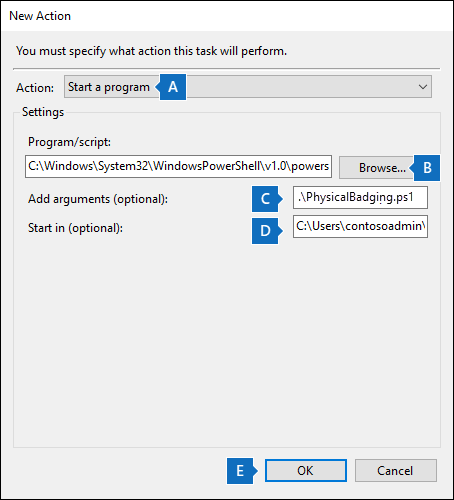 New Action
You must specify what action this task will perform.
Action: Start a program A
Settings
Program/script:
C:\Windows\System32\WindowsPowerShell\v1.0\powers Browse... B
Add arguments (optional): C .\PhysicalBadging.ps1
Start in (optional): D C:\Users\contosoadmin\
E OK Cancel